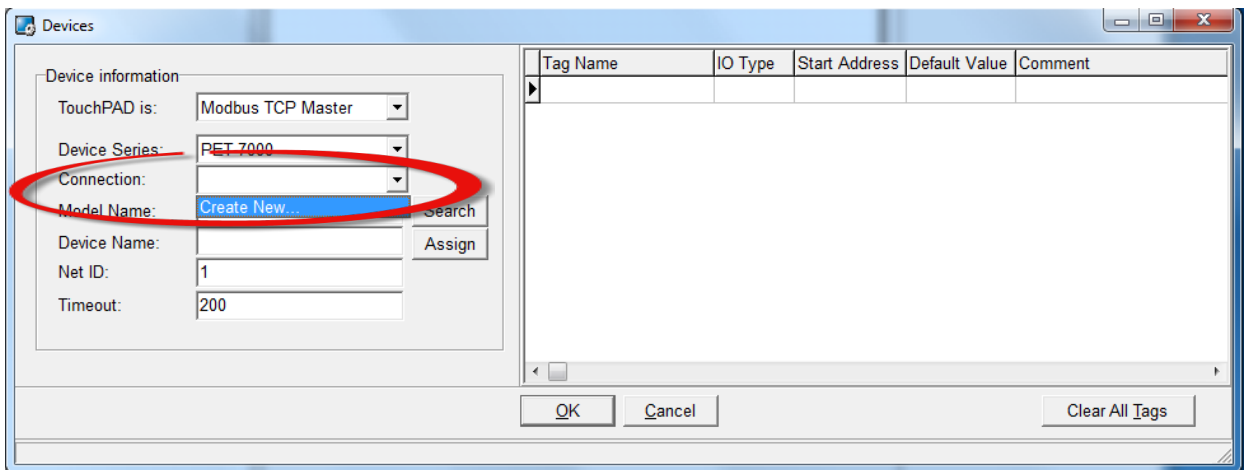 Devices
Device information
TouchPAD is: Modbus TCP Master
Device Series: PET-7000
Connection:
Model Name: Create New... Search
Device Name: Assign
Net ID: 1
Timeout: 200
Tag Name IO Type Start Address Default Value Comment
OK Cancel Clear All Tags